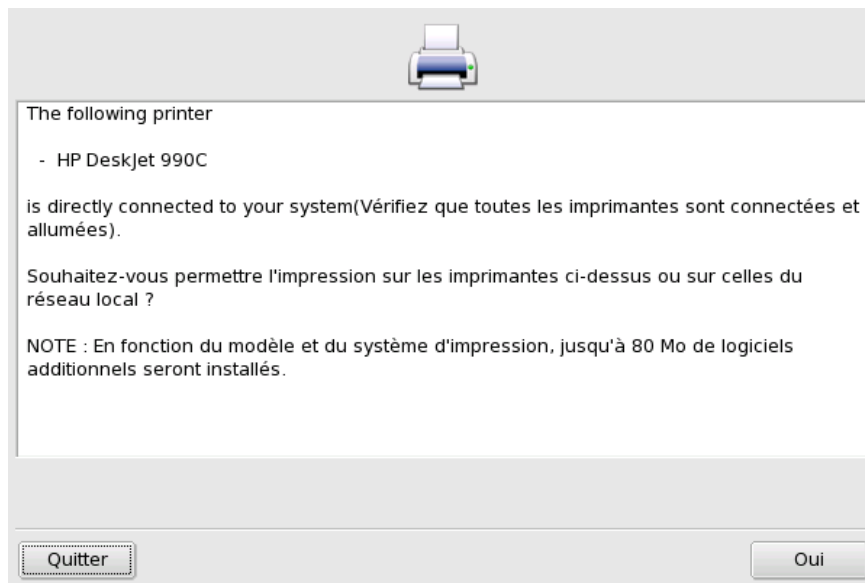 The following printer
- HP DeskJet 990C
is directly connected to your system(Vérifiez que toutes les imprimantes sont connectées et
allumées).
Souhaitez-vous permettre l'impression sur les imprimantes ci-dessus ou sur celles du
réseau local ?
NOTE : En fonction du modèle et du système d'impression, jusqu'à 80 Mo de logiciels
additionnels seront installés.
Quitter
Oui